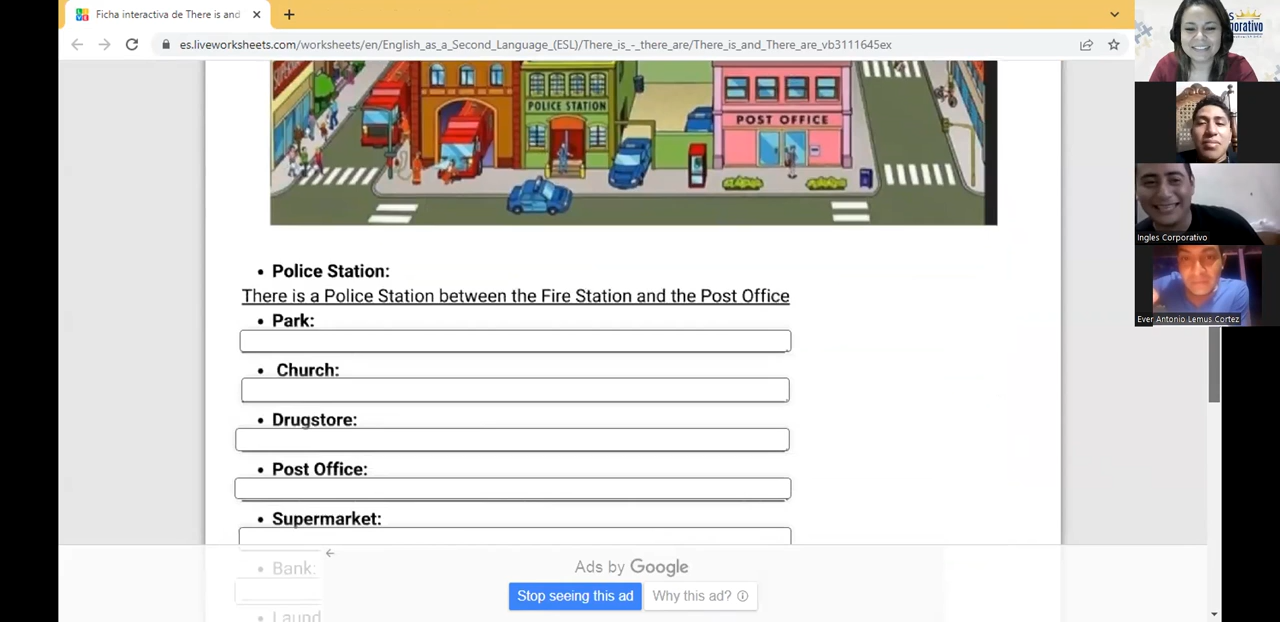 Ficha interactiva de There is and
es.liveworksheets.com/worksheets/en/English_as_a_Second_Language_(ESL)/There_is_-_there_are/There_is_and_There_are_vb3111645ex
POLICE STATION
POST OFFICE
• Police Station:
There is a Police Station between the Fire Station and the Post Office
• Park:
• Church:
• Drugstore:
• Post Office:
• Supermarket:
• Bank:
• Laund
Ads by Google
Stop seeing this ad
Why this ad?
Ingles Corporativo
Ever Antonio Lemus Cortez